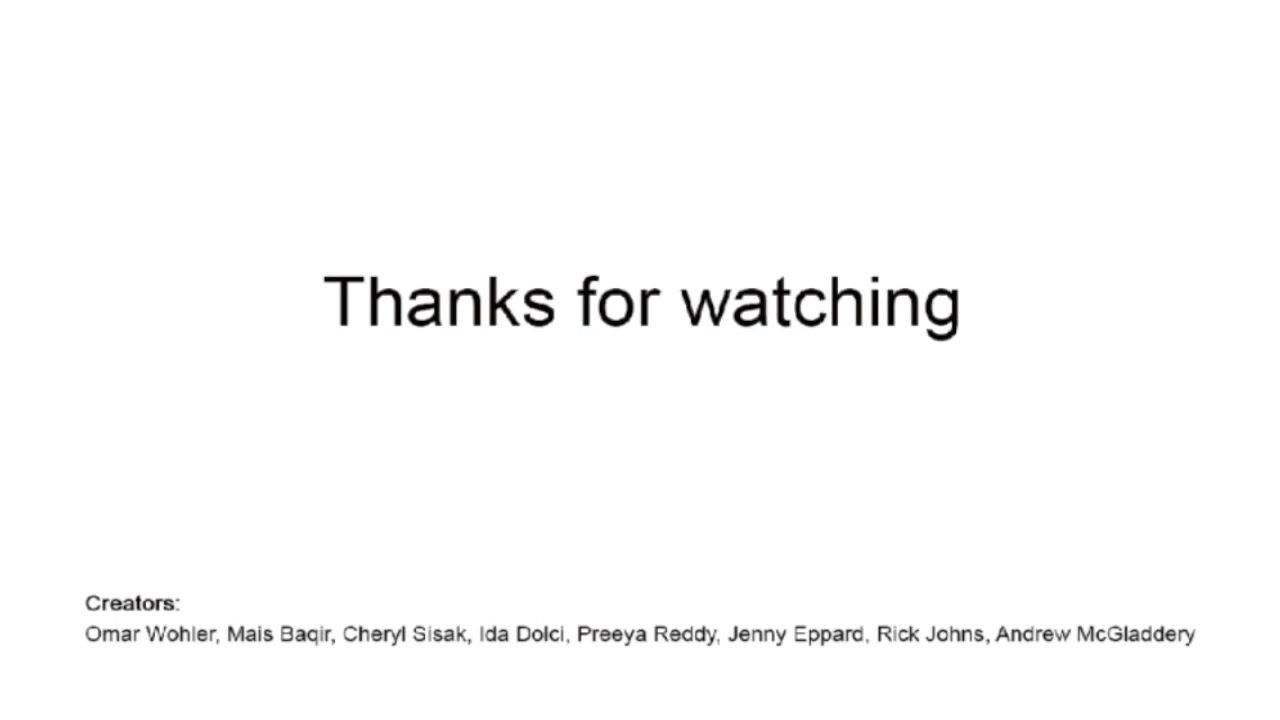 Thanks for watching
Creators:
Omar Wohler, Mais Baqir, Cheryl Sisak, Ida Dolci, Preeya Reddy, Jenny Eppard, Rick Johns, Andrew McGladdery